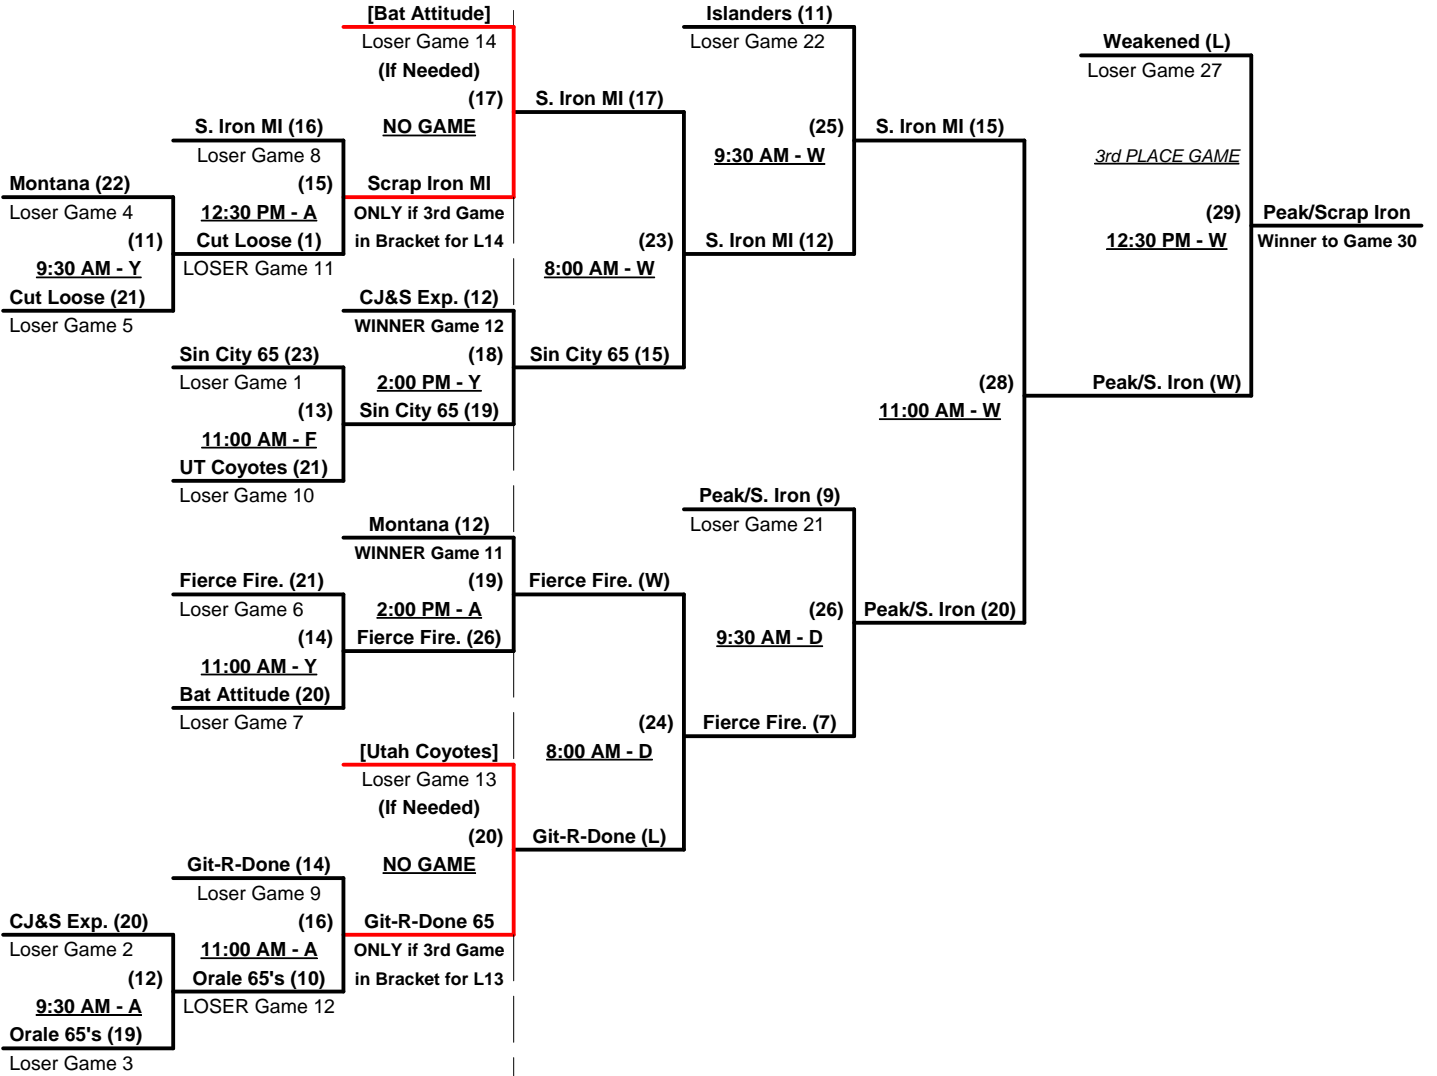 [Bat Attitude]
Loser Game 14
(If Needed)
(17)
NO GAME
Islanders (11)
Loser Game 22
Weakened (L)
Loser Game 27
S. Iron MI (17)
S. Iron MI (16)
Loser Game 8
(15)
12:30 PM - A
Cut Loose (1)
LOSER Game 11
(25)
9:30 AM - W
S. Iron MI (15)
3rd PLACE GAME
Montana (22)
Loser Game 4
(11)
9:30 AM - Y
Cut Loose (21)
Loser Game 5
Scrap Iron MI
ONLY if 3rd Game
in Bracket for L14
(23)
8:00 AM - W
S. Iron MI (12)
(29)
12:30 PM - W
Peak/Scrap Iron
Winner to Game 30
CJ&S Exp. (12)
WINNER Game 12
(18)
2:00 PM - Y
Sin City 65 (19)
Sin City 65 (15)
Sin City 65 (23)
Loser Game 1
(13)
11:00 AM - F
UT Coyotes (21)
Loser Game 10
(28)
11:00 AM - W
Peak/S. Iron (W)
Peak/S. Iron (9)
Loser Game 21
Montana (12)
WINNER Game 11
(19)
2:00 PM - A
Fierce Fire. (26)
Fierce Fire. (W)
Fierce Fire. (21)
Loser Game 6
(14)
11:00 AM - Y
Bat Attitude (20)
Loser Game 7
(26)
9:30 AM - D
Peak/S. Iron (20)
(24)
8:00 AM - D
Fierce Fire. (7)
[Utah Coyotes]
Loser Game 13
(If Needed)
(20)
NO GAME
Git-R-Done (L)
Git-R-Done (14)
Loser Game 9
(16)
11:00 AM - A
Orale 65's (10)
LOSER Game 12
Git-R-Done 65
ONLY if 3rd Game
in Bracket for L13
CJ&S Exp. (20)
Loser Game 2
(12)
9:30 AM - A
Orale 65's (19)
Loser Game 3